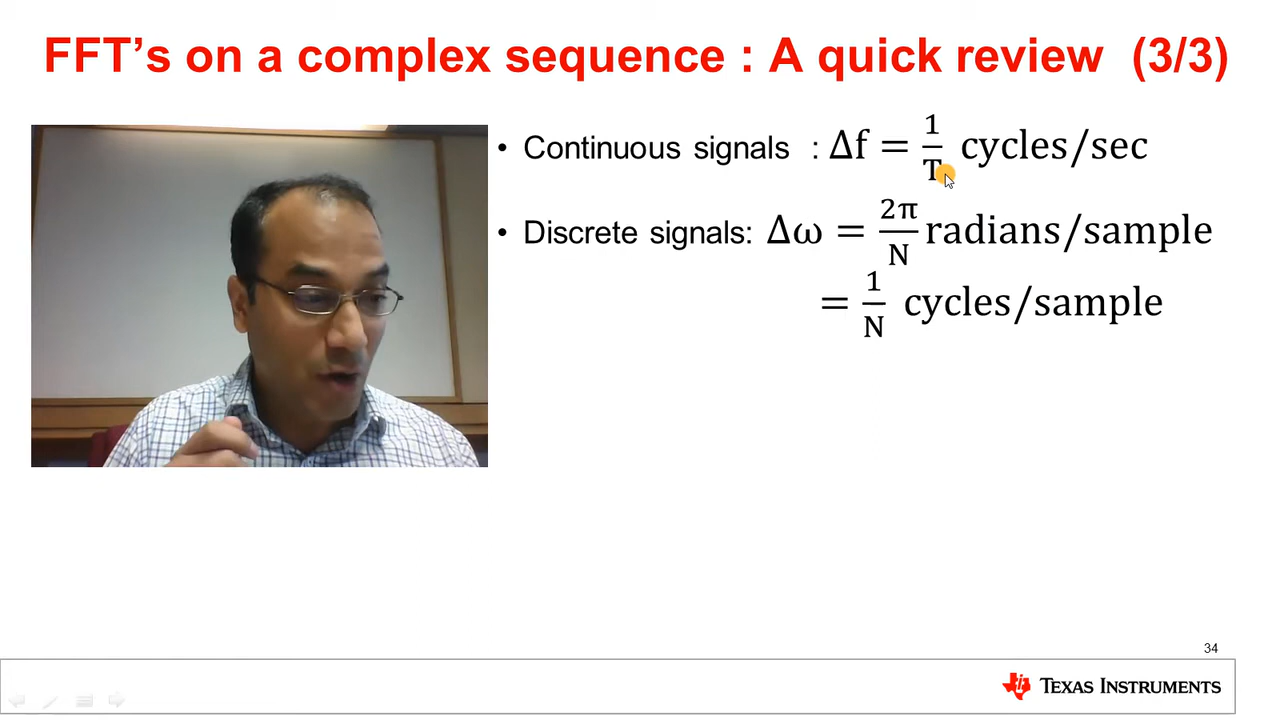 FFT’s on a complex sequence : A quick review (3/3)
• Continuous signals : Δf = 1/T cycles/sec
• Discrete signals: Δω = 2π/N radians/sample
= 1/N cycles/sample
34
TEXAS INSTRUMENTS